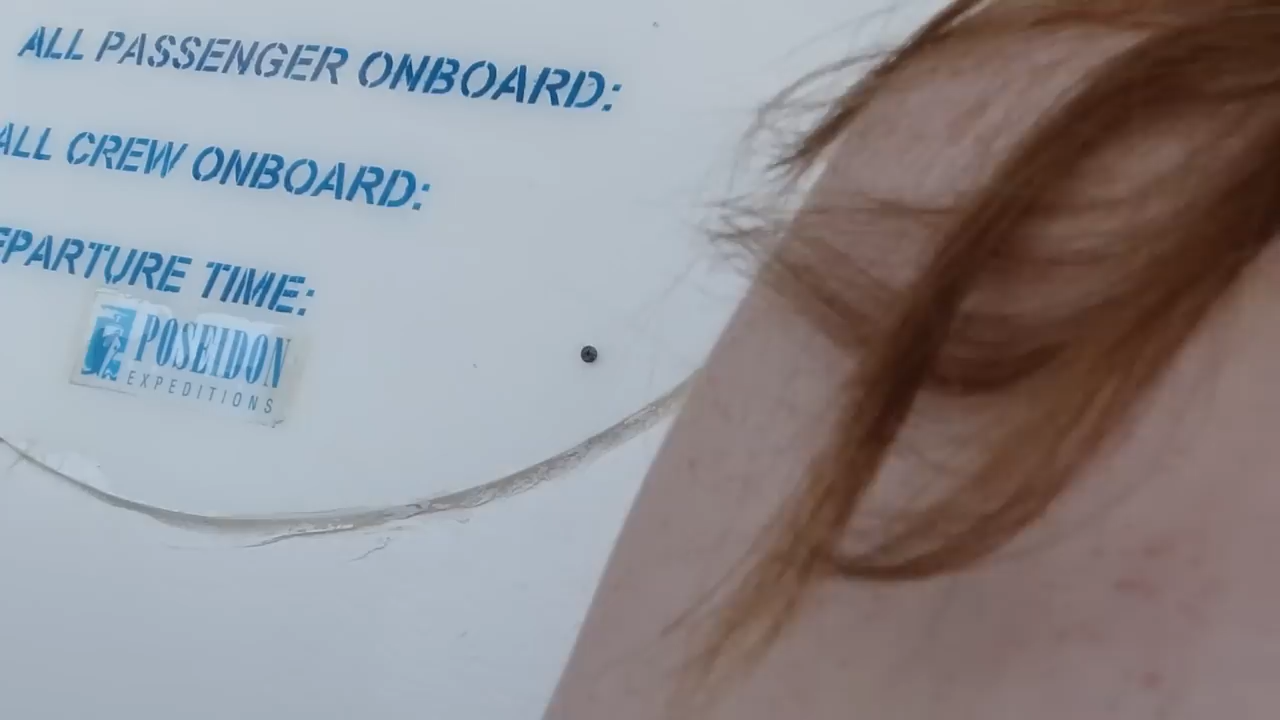 ALL PASSENGER ONBOARD:
ALL CREW ONBOARD:
EPARTURE TIME:
POSEIDON
EXPEDITIONS